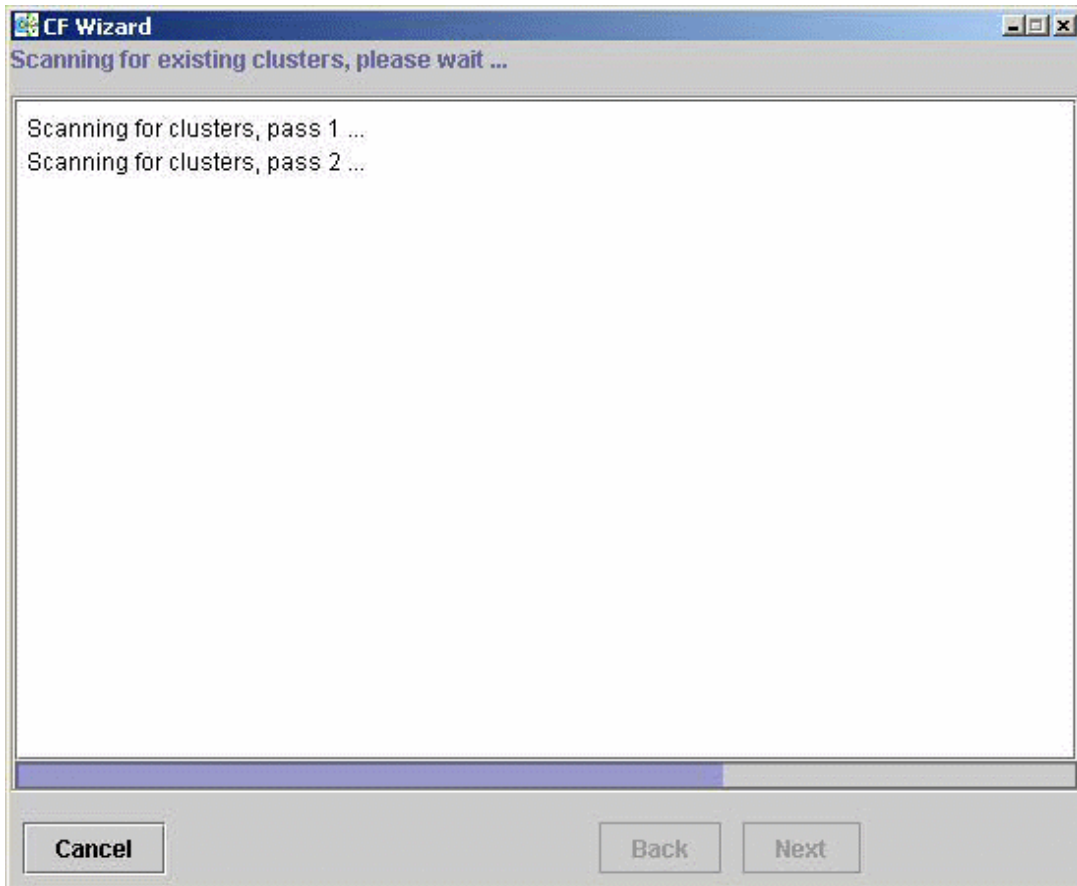 CF Wizard
Scanning for existing clusters, please wait ...
Scanning for clusters, pass 1 ...
Scanning for clusters, pass 2 ...
Cancel
Back
Next